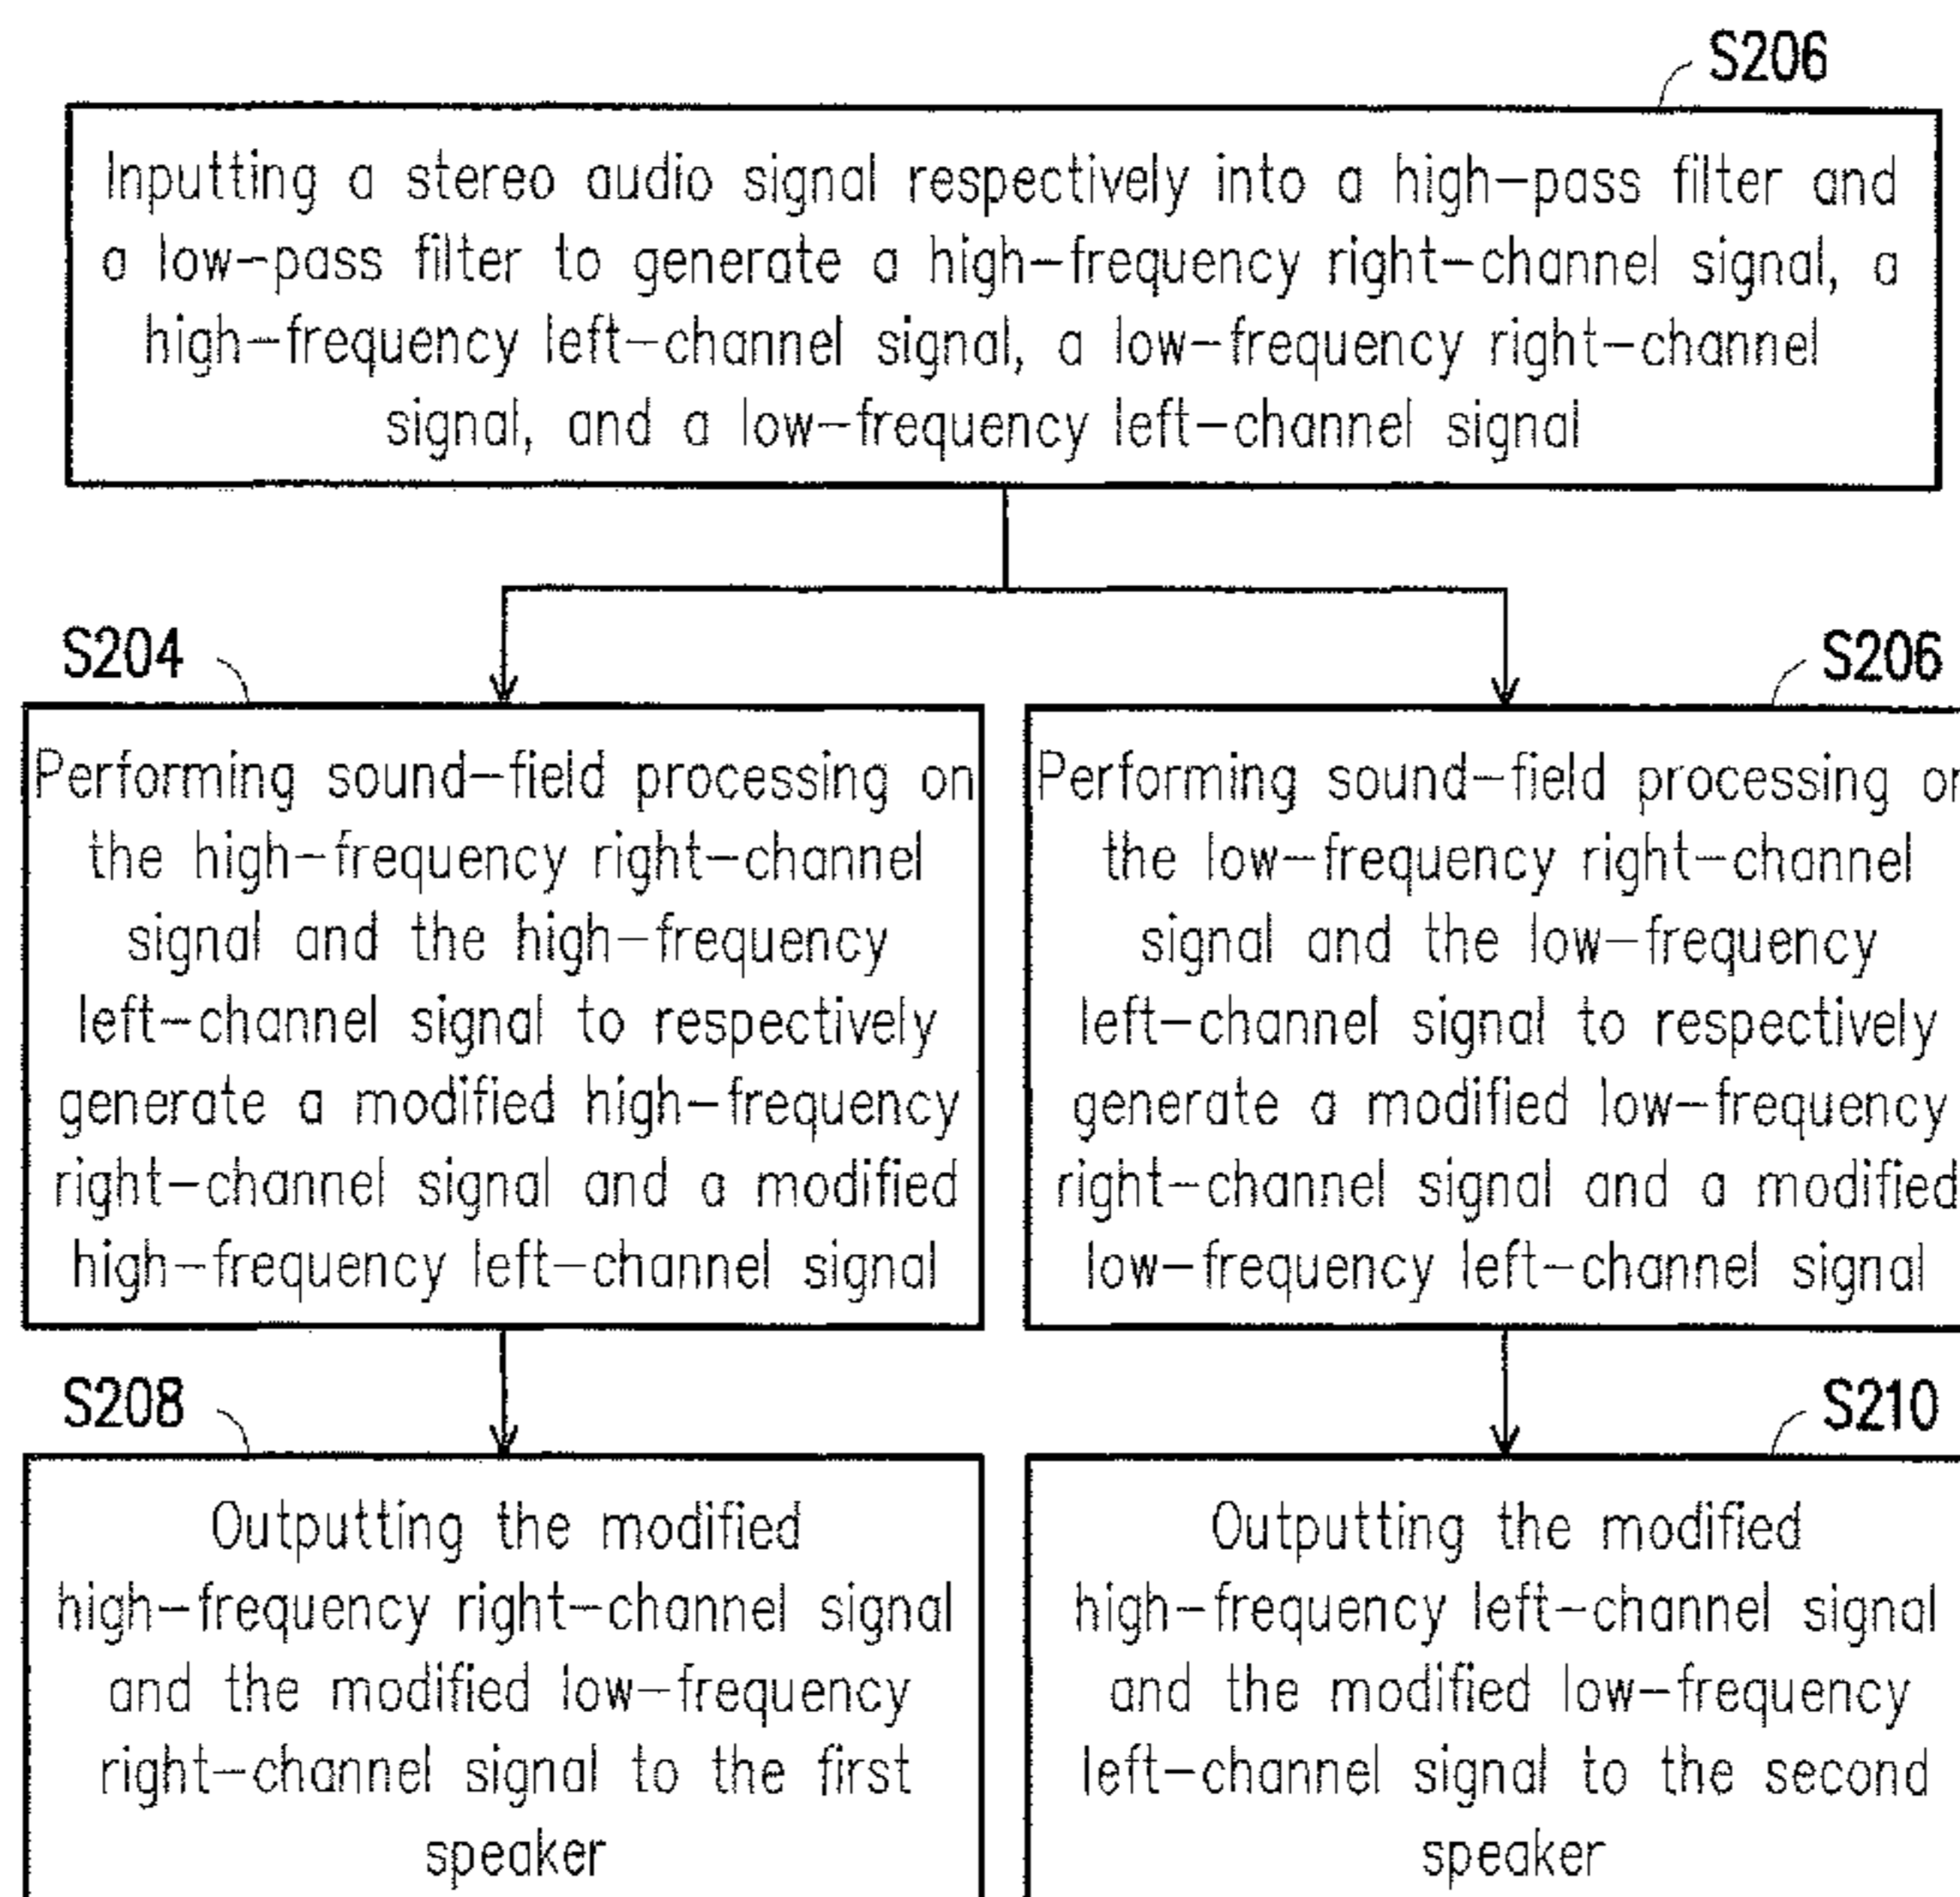 S206
Inputting a stereo audio signal respectively into a high-pass filter and
a low-pass filter to generate a high-frequency right-channel signal, a
high-frequency left-channel signal, a low-frequency right-channel
signal, and a low-frequency left-channel signal
S204
Performing sound-field processing on
the high-frequency right-channel
signal and the high-frequency
left-channel signal to respectively
generate a modified high-frequency
right-channel signal and a modified
high-frequency left-channel signal
S206
Performing sound-field processing on
the low-frequency right-channel
signal and the low-frequency
left-channel signal to respectively
generate a modified low-frequency
right-channel signal and a modified
low-frequency left-channel signal
S208
Outputting the modified
high-frequency right-channel signal
and the modified low-frequency
right-channel signal to the first
speaker
S210
Outputting the modified
high-frequency left-channel signal
and the modified low-frequency
left-channel signal to the second
speaker